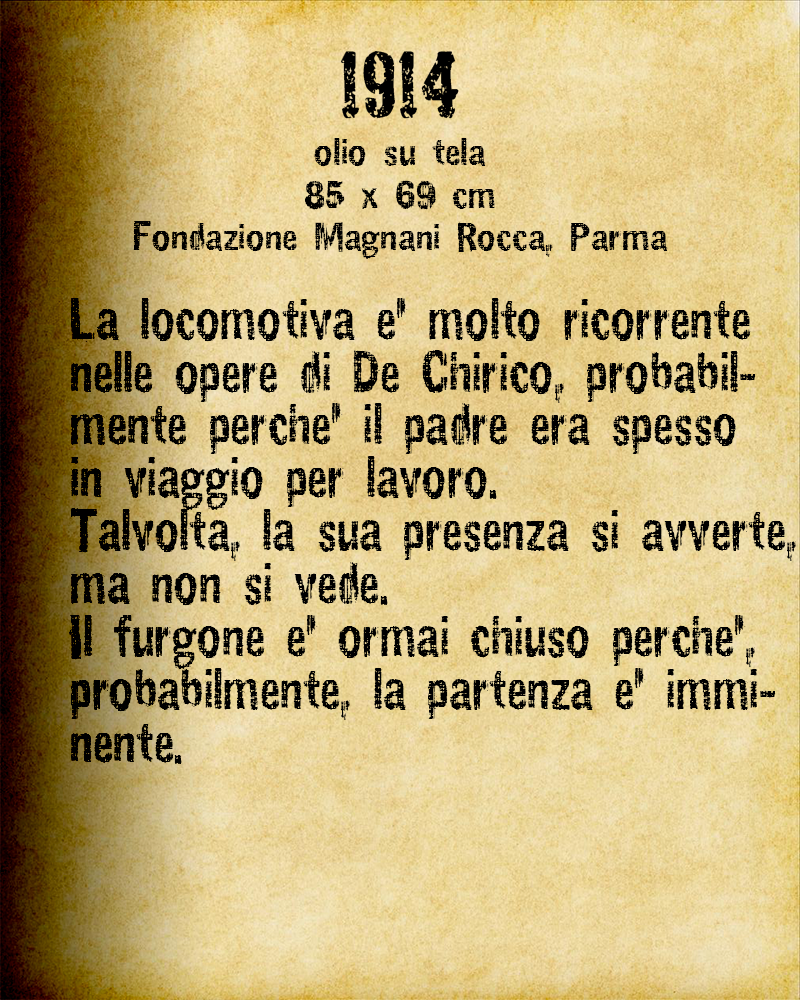 1914
olio su tela
85 x 69 cm
Fondazione Magnani Rocca, Parma
La locomotiva e' molto ricorrente
nelle opere di De Chirico, probabil-
mente perche' il padre era spesso
in viaggio per lavoro.
Talvolta, la sua presenza si avverte,
ma non si vede.
Il furgone e' ormai chiuso perche',
probabilmente, la partenza e' immi-
nente.